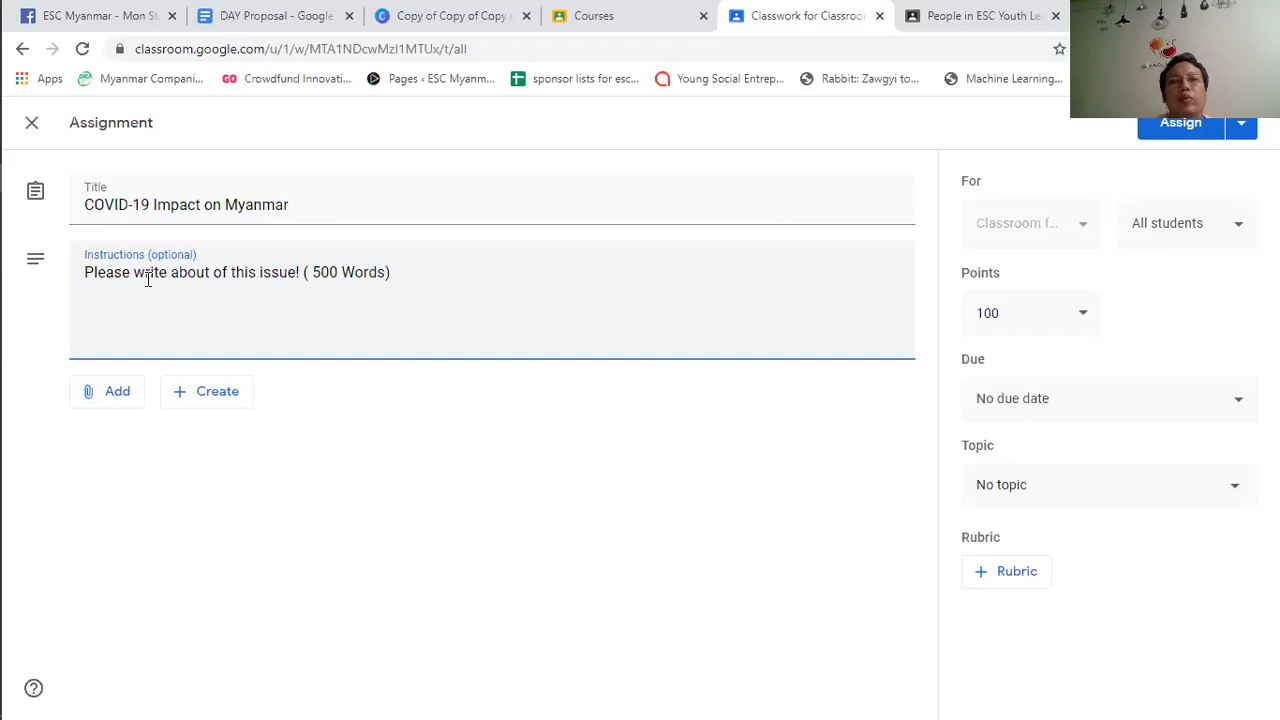 ESC Myanmar - Mon St
DAY Proposal - Google
Copy of Copy of Copy
Courses
Classwork for Classroo
People in ESC Youth Le
classroom.google.com/u/1/w/MTA1NDcwMzI1MTUx/t/all
Apps
Myanmar Compani...
GO Crowdfund Innovati...
Pages ‹ ESC Myanm...
sponsor lists for esc...
Young Social Entrep...
Rabbit:: Zawgyi to...
Machine Learning...
Assignment
Assign
Title
COVID-19 Impact on Myanmar
Instructions (optional)
Please write about of this issue! ( 500 Words)
Add
Create
For
Classroom f...
All students
Points
100
Due
No due date
Topic
No topic
Rubric
Rubric